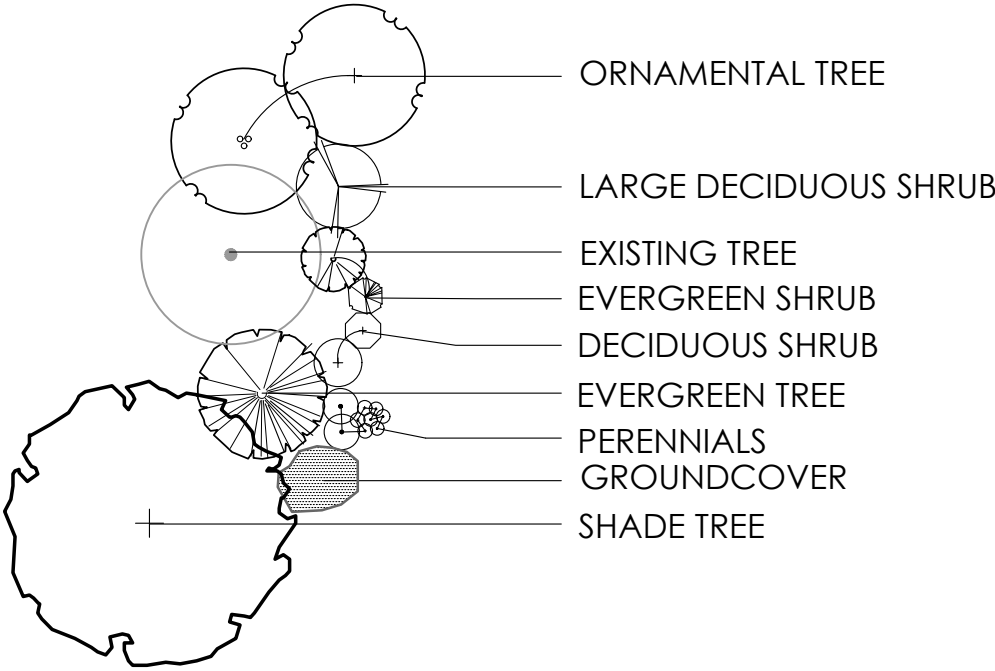 ORNAMENTAL TREE
LARGE DECIDUOUS SHRUB
EXISTING TREE
EVERGREEN SHRUB
DECIDUOUS SHRUB
EVERGREEN TREE
PERENNIALS
GROUNDCOVER
SHADE TREE